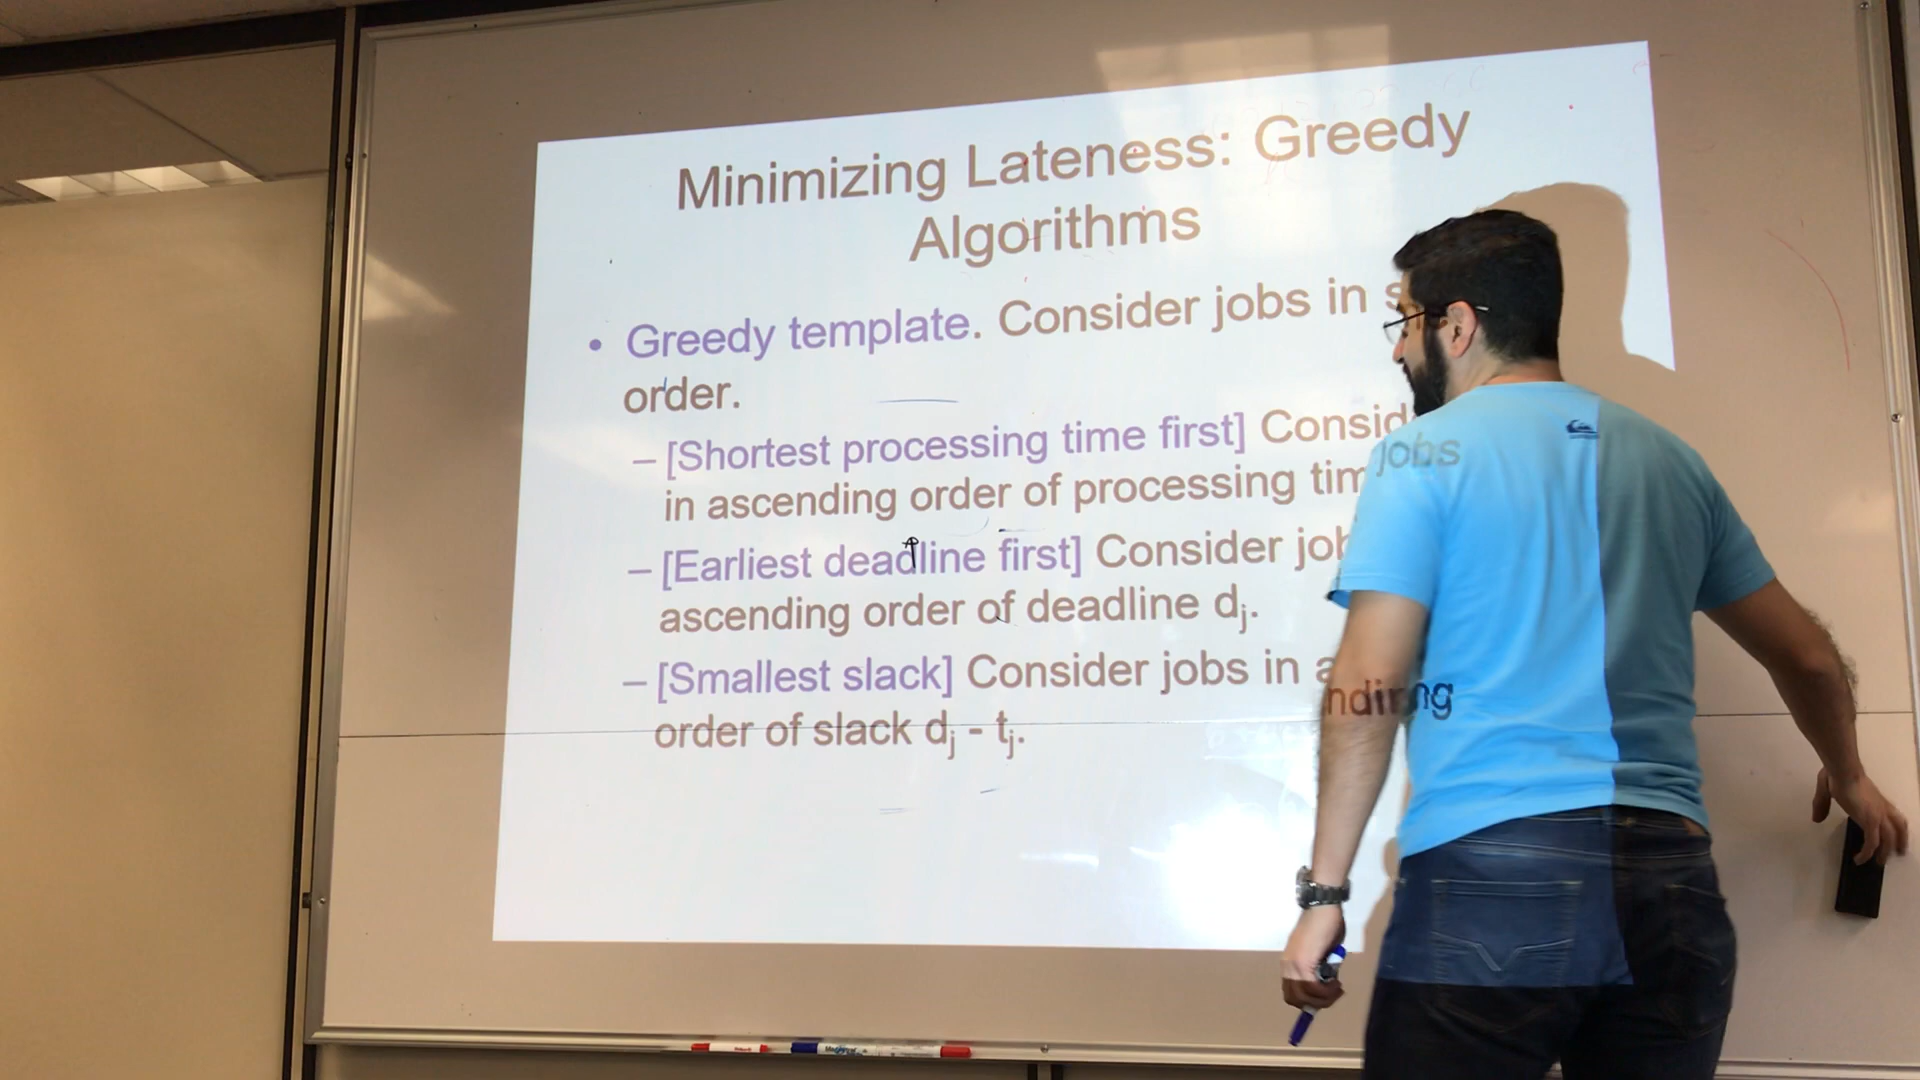 Minimizing Lateness: Greedy
Algorithms
• Greedy template. Consider jobs in
order.
– [Shortest processing time first] Consid jobs
in ascending order of processing tim
– [Earliest deadline first] Consider job
ascending order of deadline dj.
– [Smallest slack] Consider jobs in a nding
order of slack dj - tj.